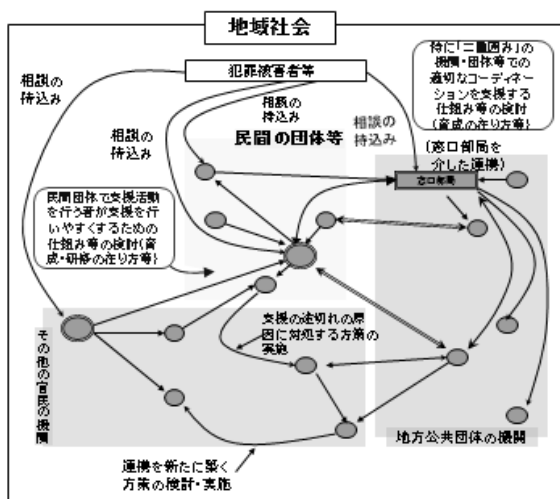 地域社会
犯罪被害者等
特に「二重囲み」の
機関・団体等での
適切なコーディネー
ションを支援する
仕組み等の検討
(育成の在り方等)
相談の
持込み
相談の
持込み
相談の
持込み
相談の
持込み
民間の団体等
(窓口部局を
介した連携)
窓口部局
民間団体で支援活動
を行う者が支援を行
いやすくするための
仕組み等の検討(育
成・研修の在り方等)
支援の途切れの原
因に対処する方策の
実施
その他の官民の
機関
地方公共団体の機関
連携を新たに築く
方策の検討・実施